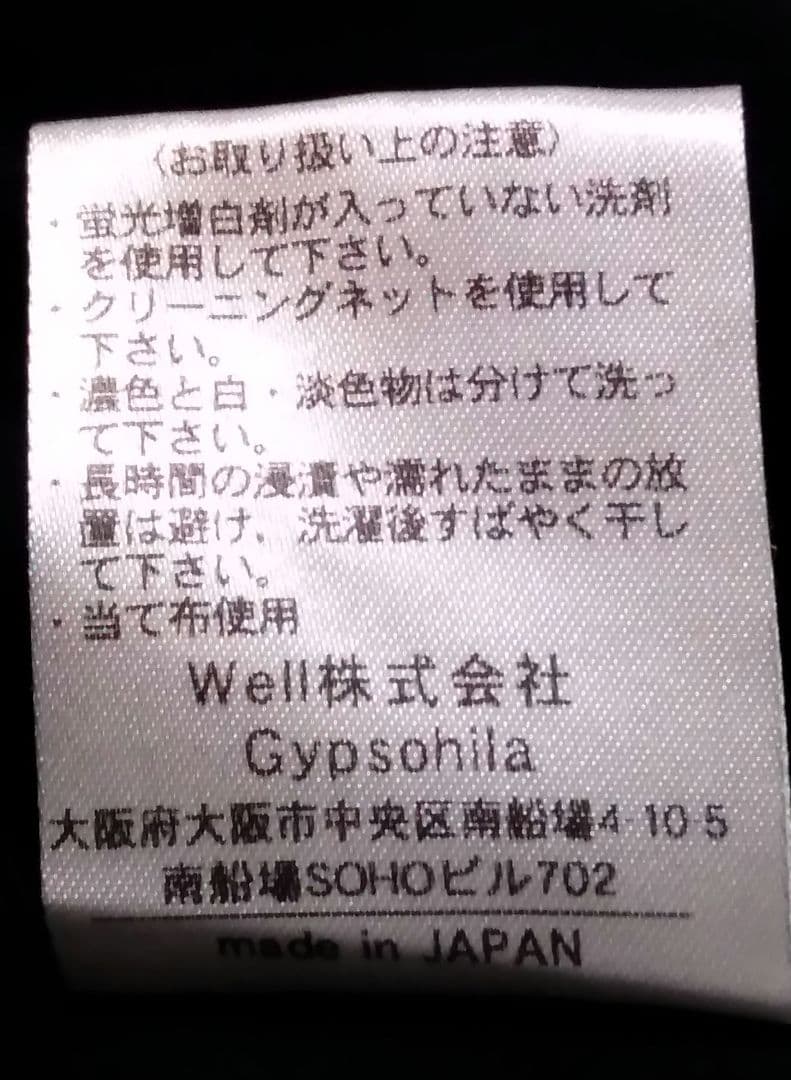 〈お取り扱い上の注意〉
・蛍光増白剤が入っていない洗剤
を使用して下さい。
・クリーニングネットを使用して
下さい。
・濃色と白・淡色物は分けて洗っ
て下さい。
・長時間の浸漬や濡れたままの放
置は避け、洗濯後すばやく干し
て下さい。
・当て布使用
Well株式会社
Gypsohila
大阪府大阪市中央区南船場4-10-5
南船場SOHOビル702
made in JAPAN